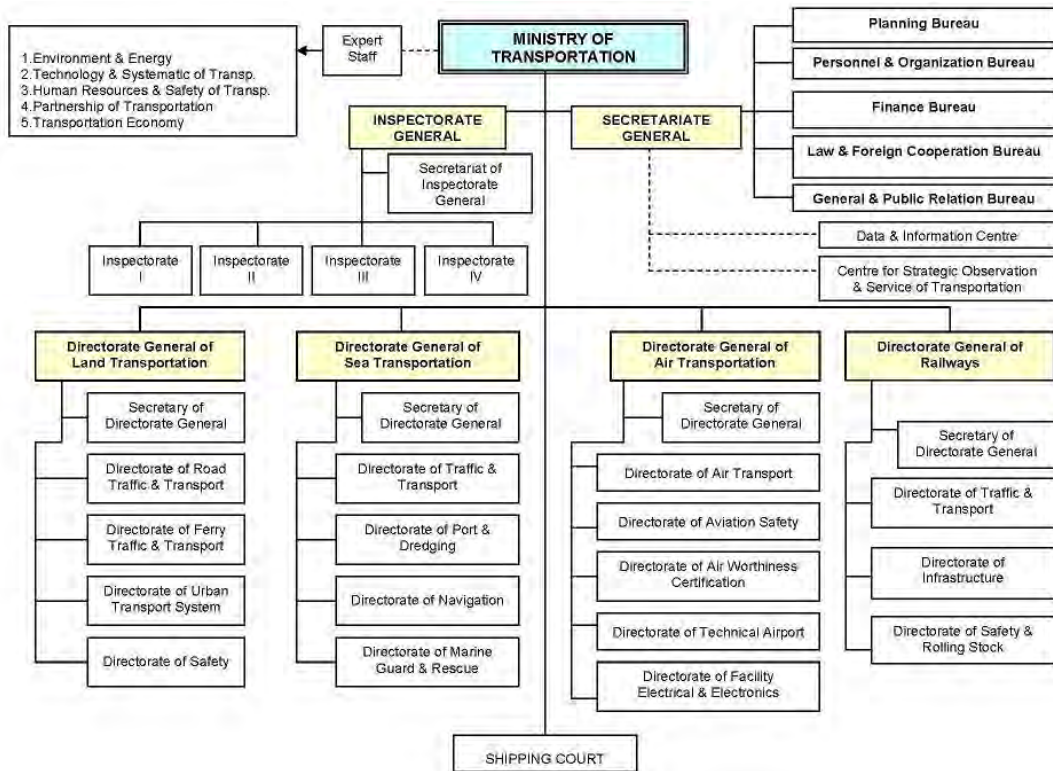 MINISTRY OF
TRANSPORTATION
Expert
Staff
1.Environment & Energy
2.Technology & Systematic of Transp.
3.Human Resources & Safety of Transp.
4.Partnership of Transportation
5.Transportation Economy
Planning Bureau
Personnel & Organization Bureau
Finance Bureau
Law & Foreign Cooperation Bureau
General & Public Relation Bureau
INSPECTORATE
GENERAL
SECRETARIATE
GENERAL
Secretariat of
Inspectorate
General
Data & Information Centre
Centre for Strategic Observation
& Service of Transportation
Inspectorate
I
Inspectorate
II
Inspectorate
III
Inspectorate
IV
Directorate General of
Land Transportation
Secretary of
Directorate General
Directorate of Road
Traffic & Transport
Directorate of Ferry
Traffic & Transport
Directorate of Urban
Transport System
Directorate of Safety
Directorate General of
Sea Transportation
Secretary of
Directorate General
Directorate of Traffic &
Transport
Directorate of Port &
Dredging
Directorate of Navigation
Directorate of Marine
Guard & Rescue
Directorate General of
Air Transportation
Secretary of
Directorate General
Directorate of Air Transport
Directorate of Aviation Safety
Directorate of Air Worthiness
Certification
Directorate of Technical Airport
Directorate of Facility
Electrical & Electronics
Directorate General of
Railways
Secretary of
Directorate General
Directorate of Traffic &
Transport
Directorate of
Infrastructure
Directorate of Safety &
Rolling Stock
SHIPPING COURT